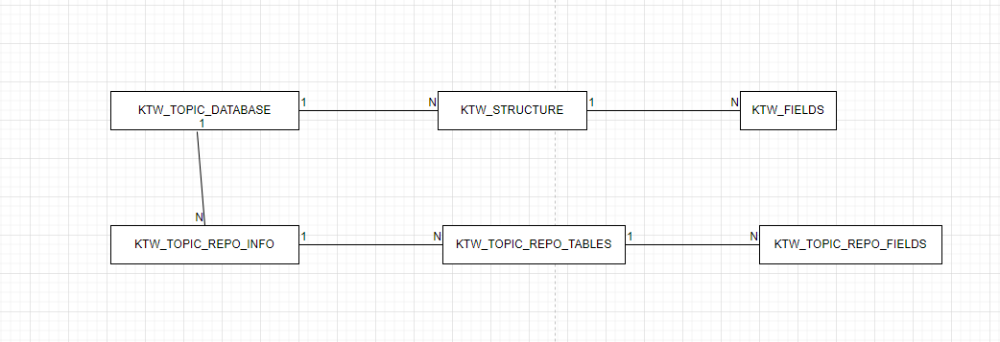 KTW_TOPIC_DATABASE
1
N
KTW_STRUCTURE
1
N
KTW_FIELDS
1
N
KTW_TOPIC_REPO_INFO
1
N
KTW_TOPIC_REPO_TABLES
1
N
KTW_TOPIC_REPO_FIELDS